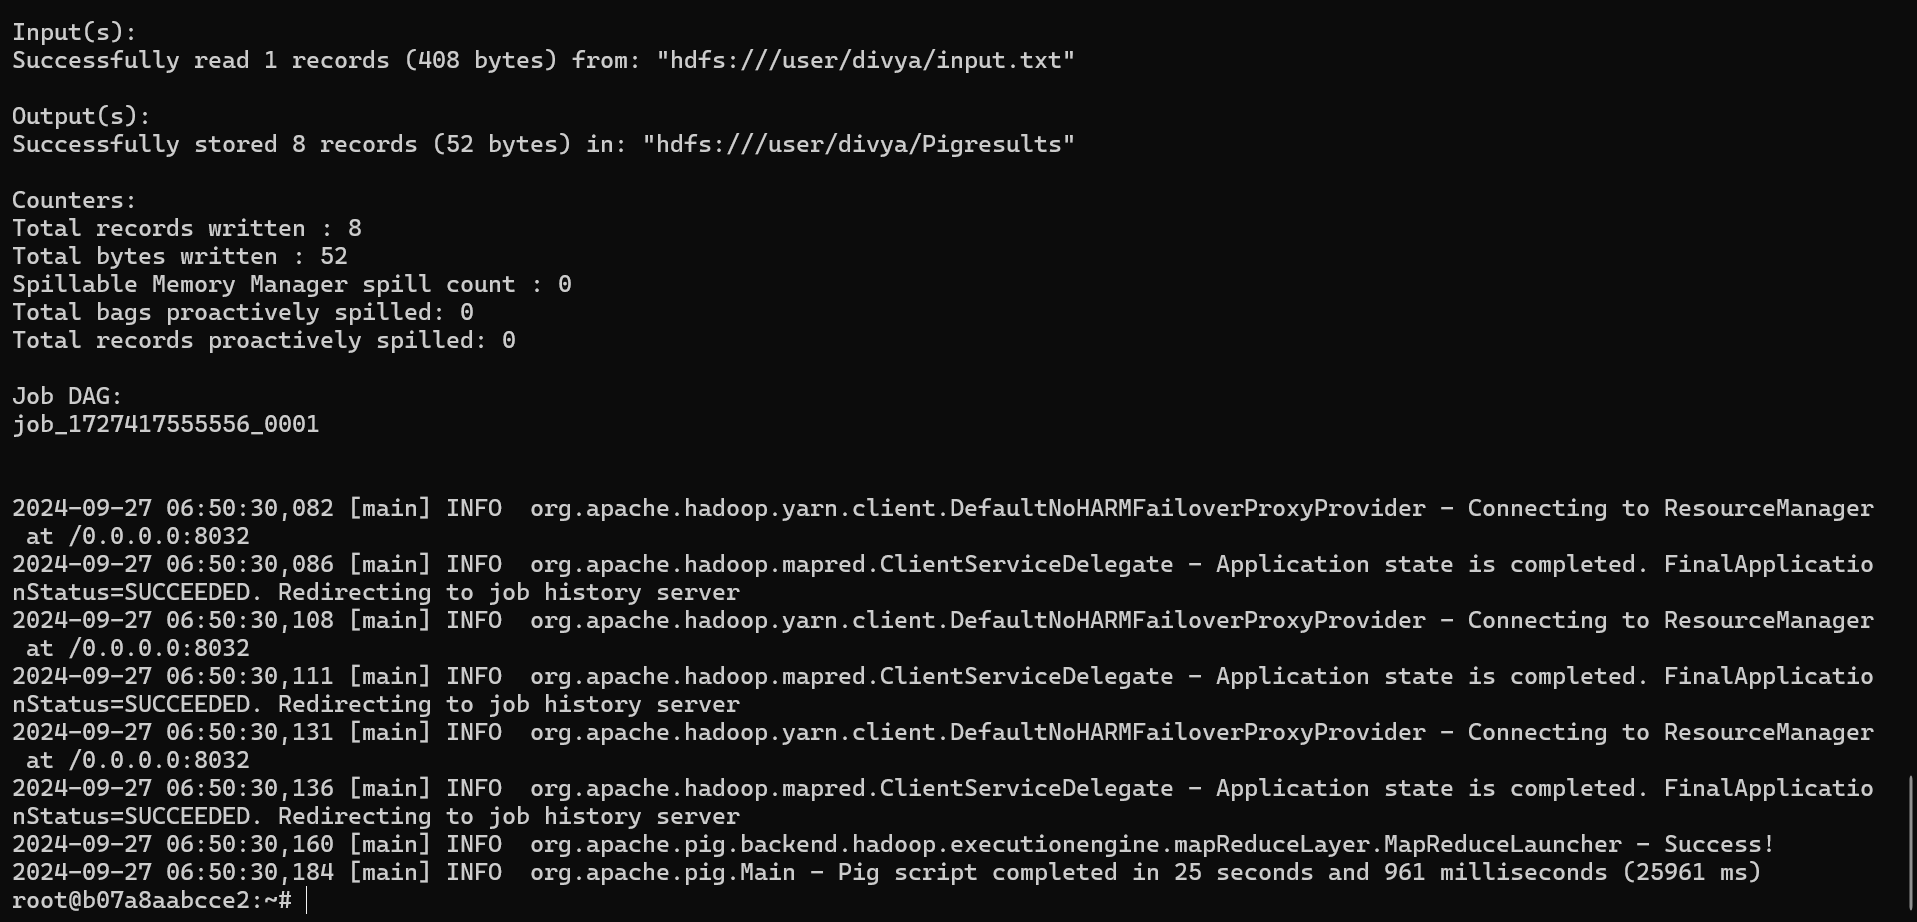 Input(s):
Successfully read 1 records (408 bytes) from: "hdfs:///user/divya/input.txt"
Output(s):
Successfully stored 8 records (52 bytes) in: "hdfs:///user/divya/Pigresults"
Counters:
Total records written : 8
Total bytes written : 52
Spillable Memory Manager spill count : 0
Total bags proactively spilled: 0
Total records proactively spilled: 0
Job DAG:
job_1727417555556_0001
2024-09-27 06:50:30,082 [main] INFO  org.apache.hadoop.yarn.client.DefaultNoHARMFailoverProxyProvider - Connecting to ResourceManager
 at /0.0.0.0:8032
2024-09-27 06:50:30,086 [main] INFO  org.apache.hadoop.mapred.ClientServiceDelegate - Application state is completed. FinalApplicatio
nStatus=SUCCEEDED. Redirecting to job history server
2024-09-27 06:50:30,108 [main] INFO  org.apache.hadoop.yarn.client.DefaultNoHARMFailoverProxyProvider - Connecting to ResourceManager
 at /0.0.0.0:8032
2024-09-27 06:50:30,111 [main] INFO  org.apache.hadoop.mapred.ClientServiceDelegate - Application state is completed. FinalApplicatio
nStatus=SUCCEEDED. Redirecting to job history server
2024-09-27 06:50:30,131 [main] INFO  org.apache.hadoop.yarn.client.DefaultNoHARMFailoverProxyProvider - Connecting to ResourceManager
 at /0.0.0.0:8032
2024-09-27 06:50:30,136 [main] INFO  org.apache.hadoop.mapred.ClientServiceDelegate - Application state is completed. FinalApplicatio
nStatus=SUCCEEDED. Redirecting to job history server
2024-09-27 06:50:30,160 [main] INFO  org.apache.pig.backend.hadoop.executionengine.mapReduceLayer.MapReduceLauncher - Success!
2024-09-27 06:50:30,184 [main] INFO  org.apache.pig.Main - Pig script completed in 25 seconds and 961 milliseconds (25961 ms)
root@b07a8aabcce2:~#